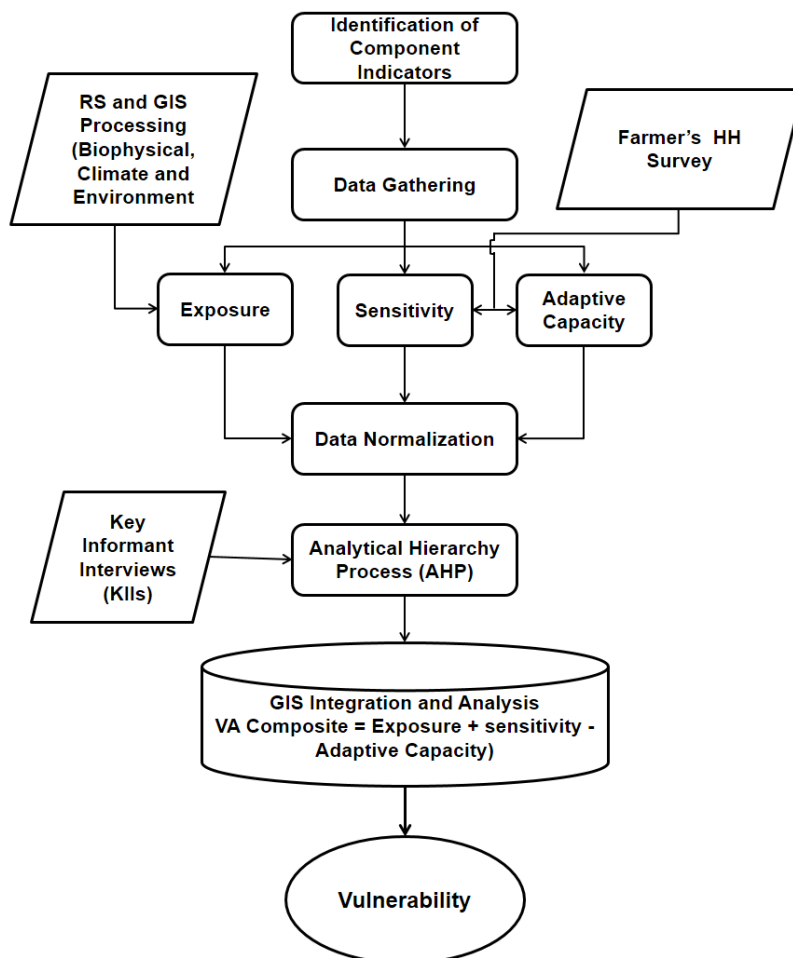 Identification of
Component
Indicators
RS and GIS
Processing
(Biophysical,
Climate and
Environment
Farmer's HH
Survey
Data Gathering
Exposure
Sensitivity
Adaptive
Capacity
Data Normalization
Key
Informant
Interviews
(KIIs)
Analytical Hierarchy
Process (AHP)
GIS Integration and Analysis
VA Composite = Exposure + sensitivity -
Adaptive Capacity)
Vulnerability